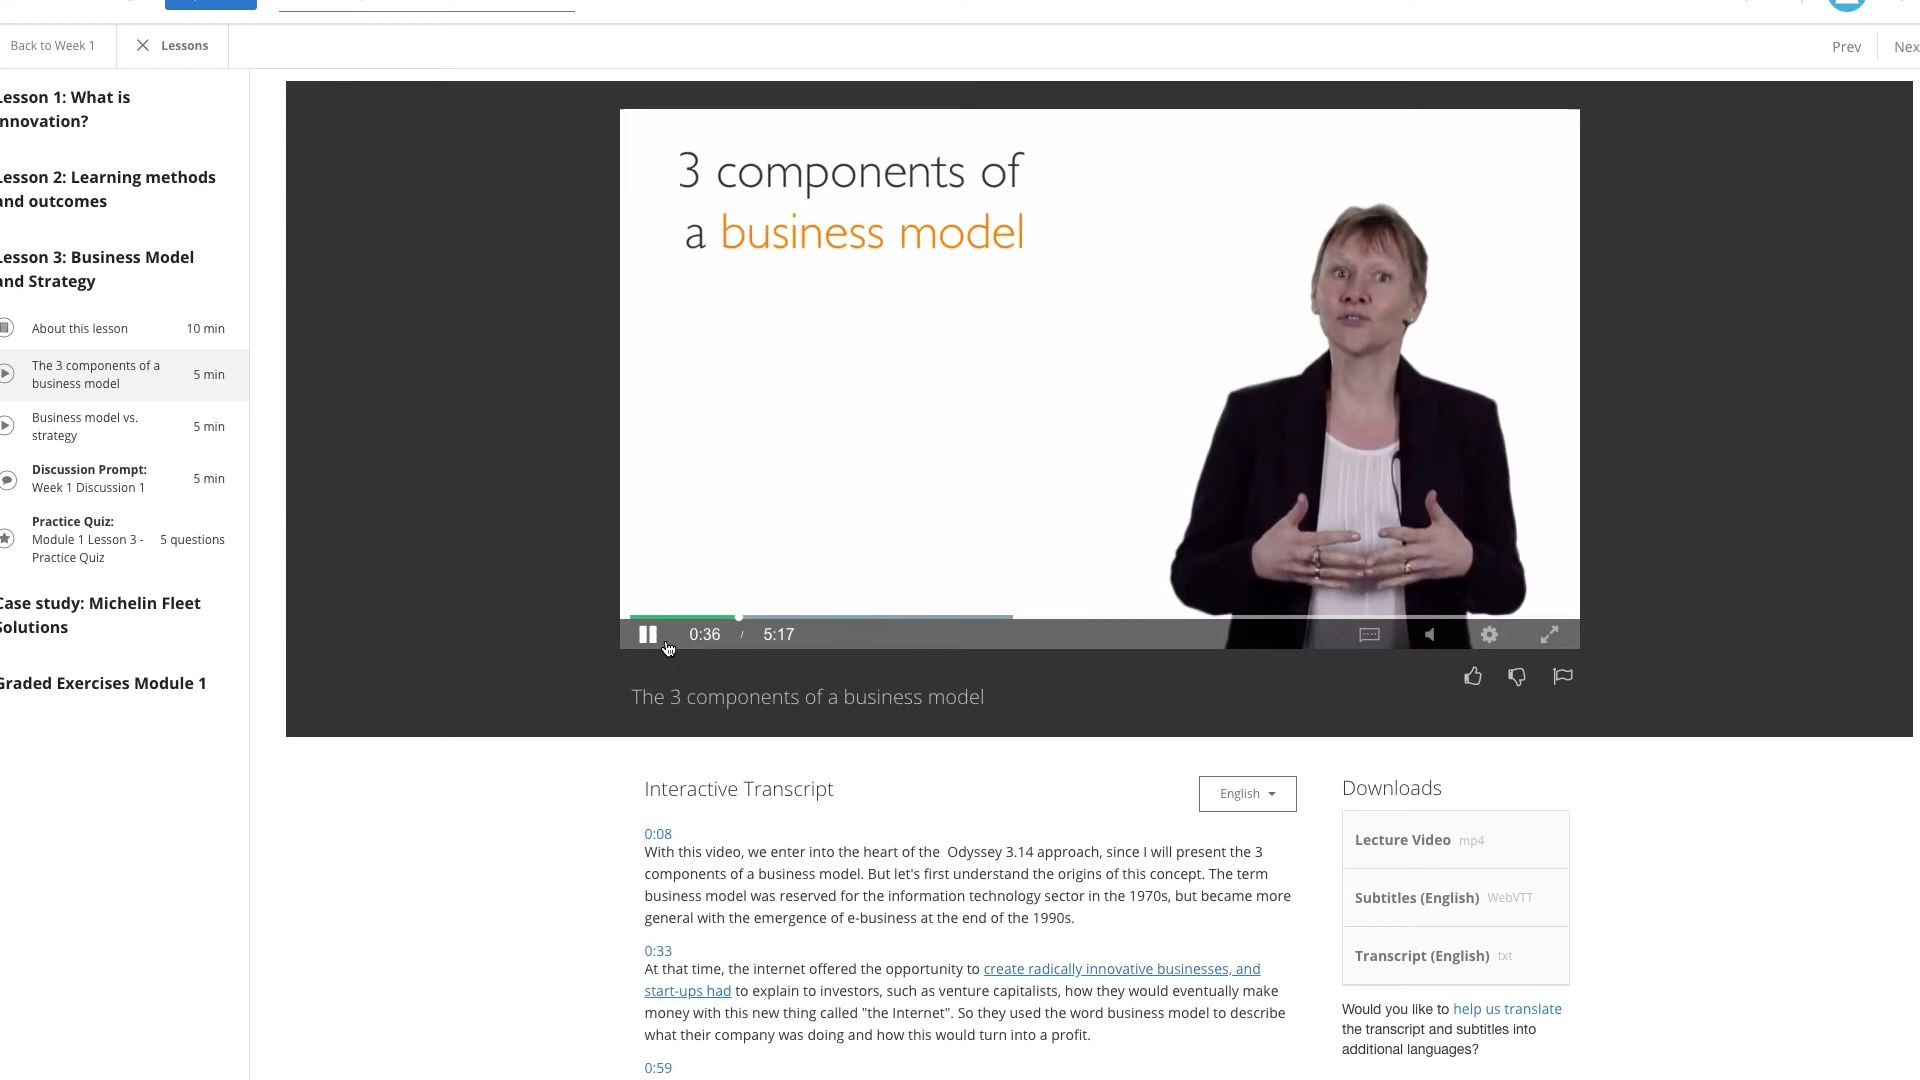 Back to Week 1
Lessons
Prev
Nex
Lesson 1: What is
nnovation?
Lesson 2: Learning methods
and outcomes
Lesson 3: Business Model
and Strategy
About this lesson 10 min
The 3 components of a
business model
5 min
Business model vs.
strategy
5 min
Discussion Prompt:
Week 1 Discussion 1
5 min
Practice Quiz:
Module 1 Lesson 3 -
Practice Quiz
5 questions
Case study: Michelin Fleet
Solutions
Graded Exercises Module 1
3 components of
a business model
0:36 / 5:17
The 3 components of a business model
Interactive Transcript
English
0:08
With this video, we enter into the heart of the Odyssey 3.14 approach, since I will present the 3
components of a business model. But let's first understand the origins of this concept. The term
business model was reserved for the information technology sector in the 1970s, but became more
general with the emergence of e-business at the end of the 1990s.
0:33
At that time, the internet offered the opportunity to create radically innovative businesses, and
start-ups had to explain to investors, such as venture capitalists, how they would eventually make
money with this new thing called "the Internet". So they used the word business model to describe
what their company was doing and how this would turn into a profit.
0:59
Downloads
Lecture Video mp4
Subtitles (English) WebVTT
Transcript (English) txt
Would you like to help us translate
the transcript and subtitles into
additional languages?